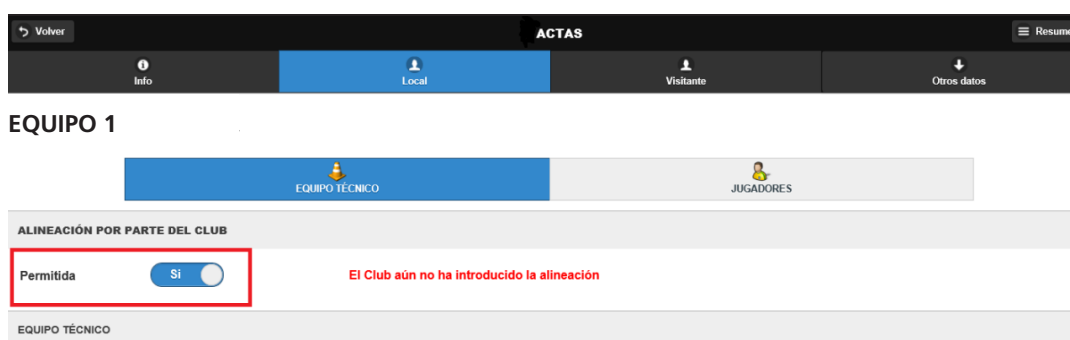 Volver
ACTAS
Resume
Info
Local
Visitante
Otros datos
EQUIPO 1
EQUIPO TÉCNICO
JUGADORES
ALINEACIÓN POR PARTE DEL CLUB
Permitida
Si
El Club aún no ha introducido la alineación
EQUIPO TÉCNICO